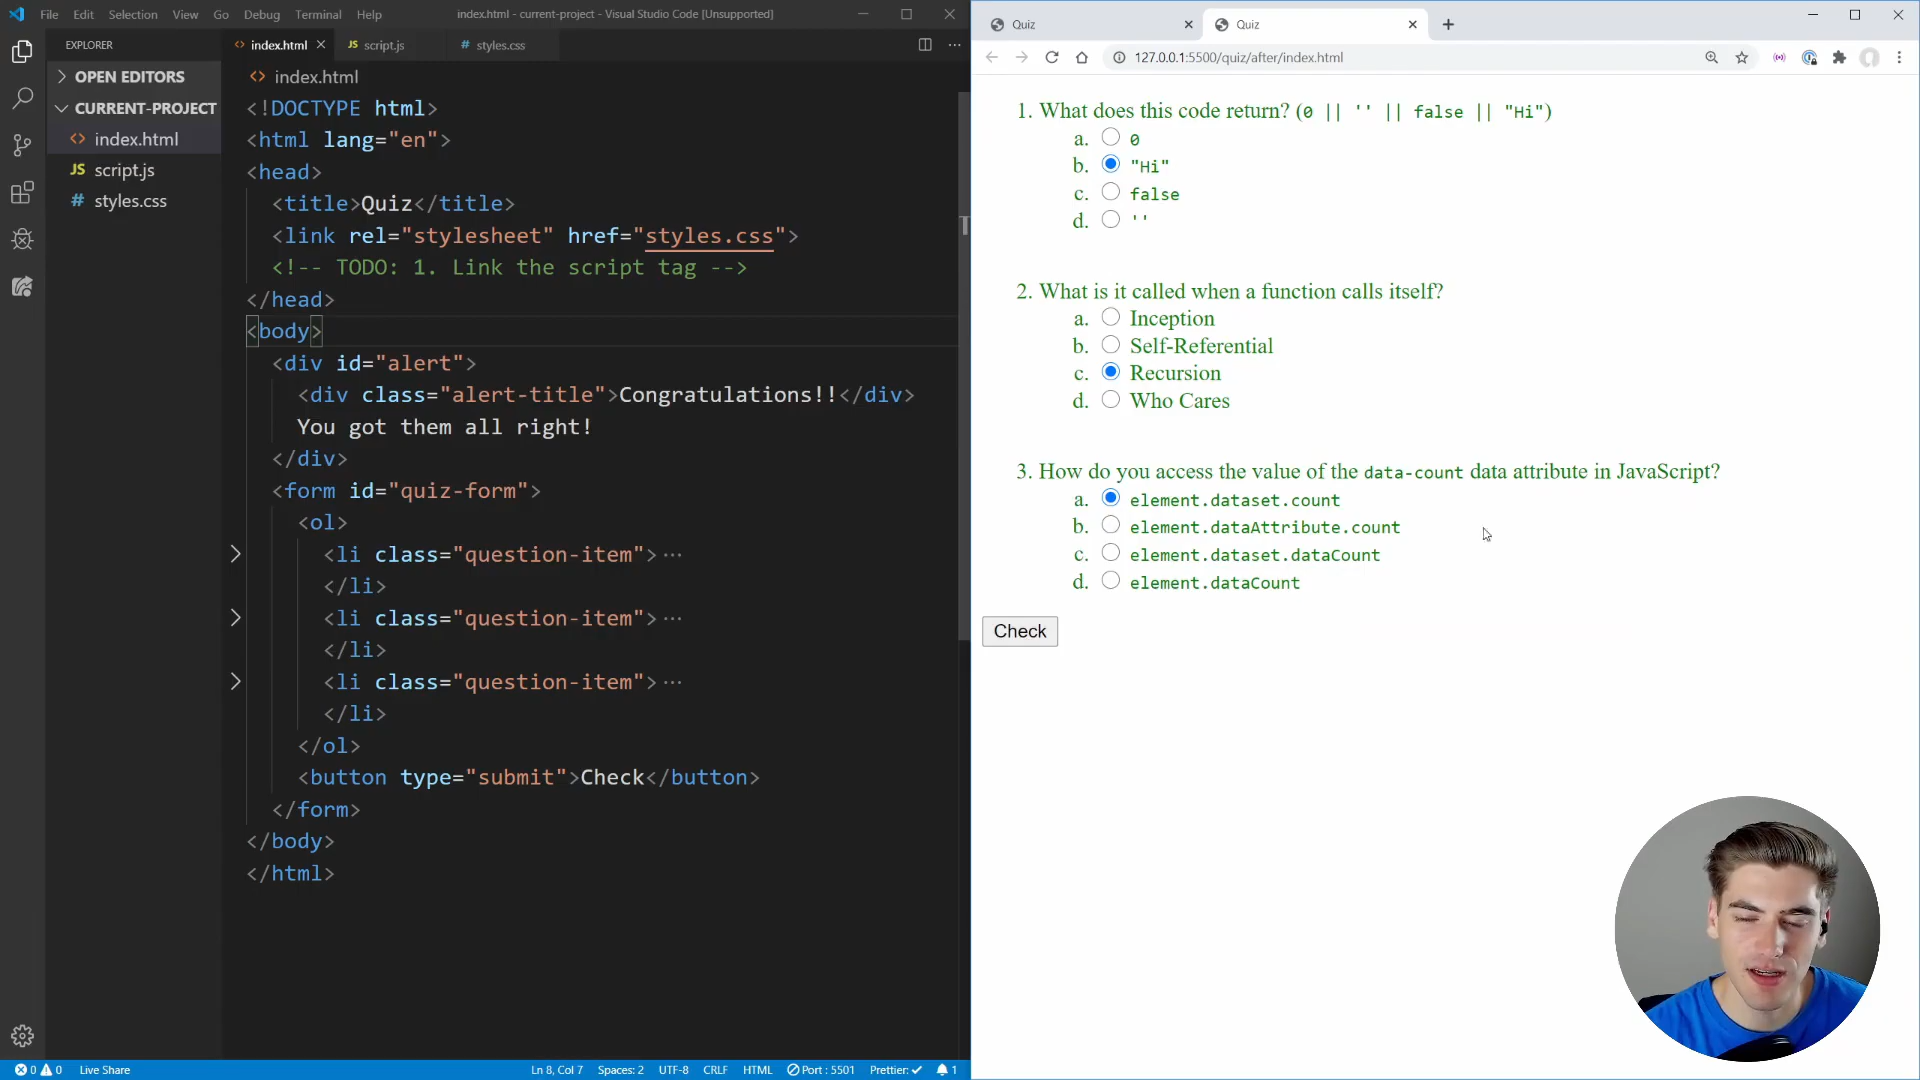 File Edit Selection View Go Debug Terminal Help
index.html - current-project - Visual Studio Code [Unsupported]
EXPLORER
OPEN EDITORS
CURRENT-PROJECT
<> index.html
JS script.js
# styles.css
<> index.html
JS script.js
# styles.css
<> index.html
<!DOCTYPE html>
<html lang="en">
<head>
<title>Quiz</title>
<link rel="stylesheet" href="styles.css">
<!-- TODO: 1. Link the script tag -->
</head>
<body>
<div id="alert">
<div class="alert-title">Congratulations!!</div>
You got them all right!
</div>
<form id="quiz-form">
<ol>
<li class="question-item">···
</li>
<li class="question-item">···
</li>
<li class="question-item">···
</li>
</ol>
<button type="submit">Check</button>
</form>
</body>
</html>
0 0 Live Share Ln 8, Col 7 Spaces: 2 UTF-8 CRLF HTML Port : 5501 Prettier: ✓ 1
Quiz
Quiz
127.0.0.1:5500/quiz/after/index.html
1. What does this code return? (0 || '' || false || "Hi")
a. 0
b. "Hi"
c. false
d. ''
2. What is it called when a function calls itself?
a. Inception
b. Self-Referential
c. Recursion
d. Who Cares
3. How do you access the value of the data-count data attribute in JavaScript?
a. element.dataset.count
b. element.dataAttribute.count
c. element.dataset.dataCount
d. element.dataCount
Check